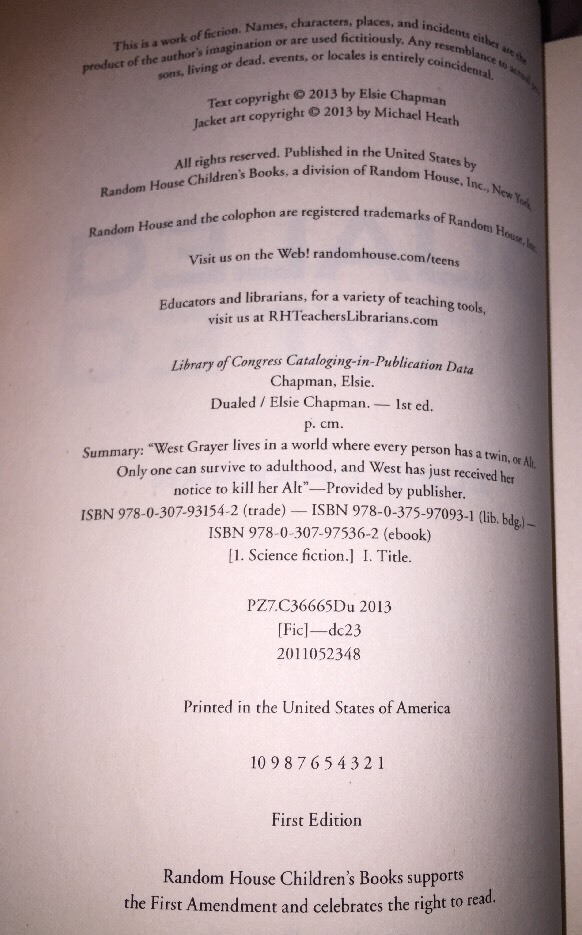 This is a work of fiction. Names, characters, places, and incidents either are the
product of the author's imagination or are used fictitiously. Any resemblance to actual per-
sons, living or dead, events, or locales is entirely coincidental.
Text copyright © 2013 by Elsie Chapman
Jacket art copyright © 2013 by Michael Heath
All rights reserved. Published in the United States by
Random House Children's Books, a division of Random House, Inc., New York.
Random House and the colophon are registered trademarks of Random House, Inc.
Visit us on the Web! randomhouse.com/teens
Educators and librarians, for a variety of teaching tools,
visit us at RHTeachersLibrarians.com
Library of Congress Cataloging-in-Publication Data
Chapman, Elsie.
Dualed / Elsie Chapman. — 1st ed.
p. cm.
Summary: "West Grayer lives in a world where every person has a twin, or Alt.
Only one can survive to adulthood, and West has just received her
notice to kill her Alt"—Provided by publisher.
ISBN 978-0-307-93154-2 (trade) — ISBN 978-0-375-97093-1 (lib. bdg.) —
ISBN 978-0-307-97536-2 (ebook)
[1. Science fiction.] I. Title.
PZ7.C36665Du 2013
[Fic]—dc23
2011052348
Printed in the United States of America
10 9 8 7 6 5 4 3 2 1
First Edition
Random House Children's Books supports
the First Amendment and celebrates the right to read.